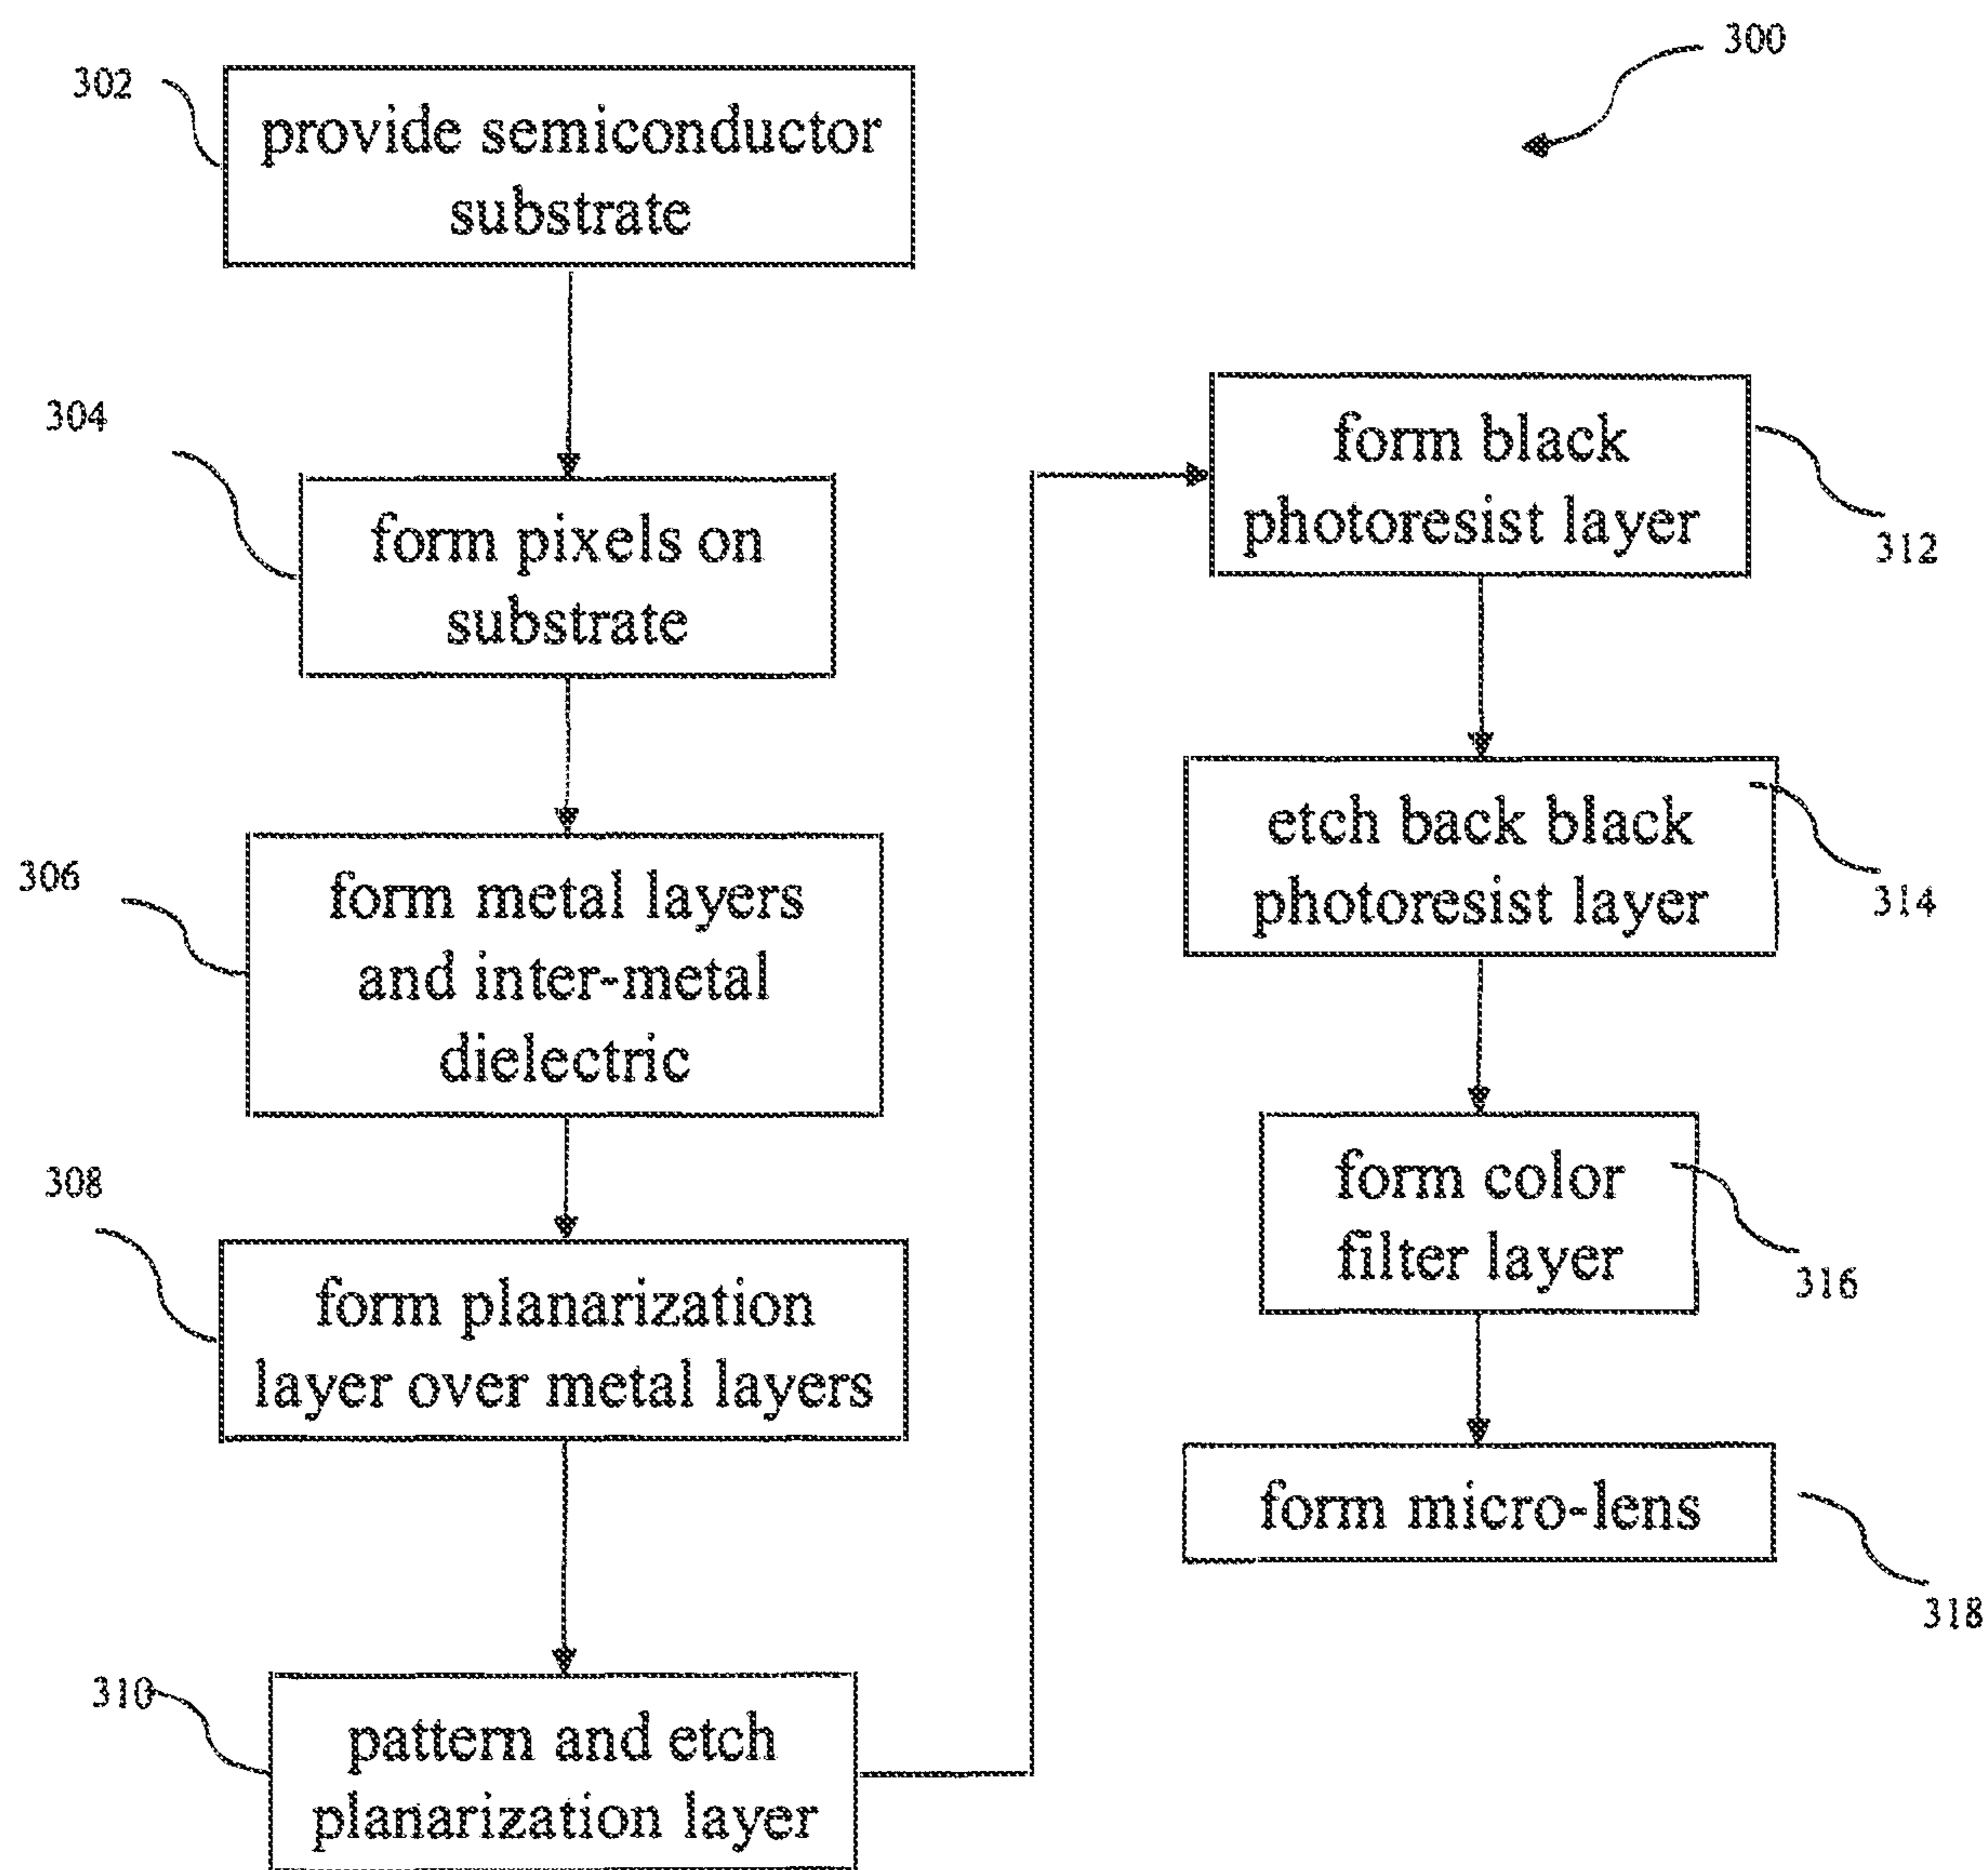 300
302
provide semiconductor
substrate
304
form pixels on
substrate
306
form metal layers
and inter-metal
dielectric
308
form planarization
layer over metal layers
310
pattern and etch
planarization layer
form black
photoresist layer
312
etch back black
photoresist layer
314
form color
filter layer
316
form micro-lens
318